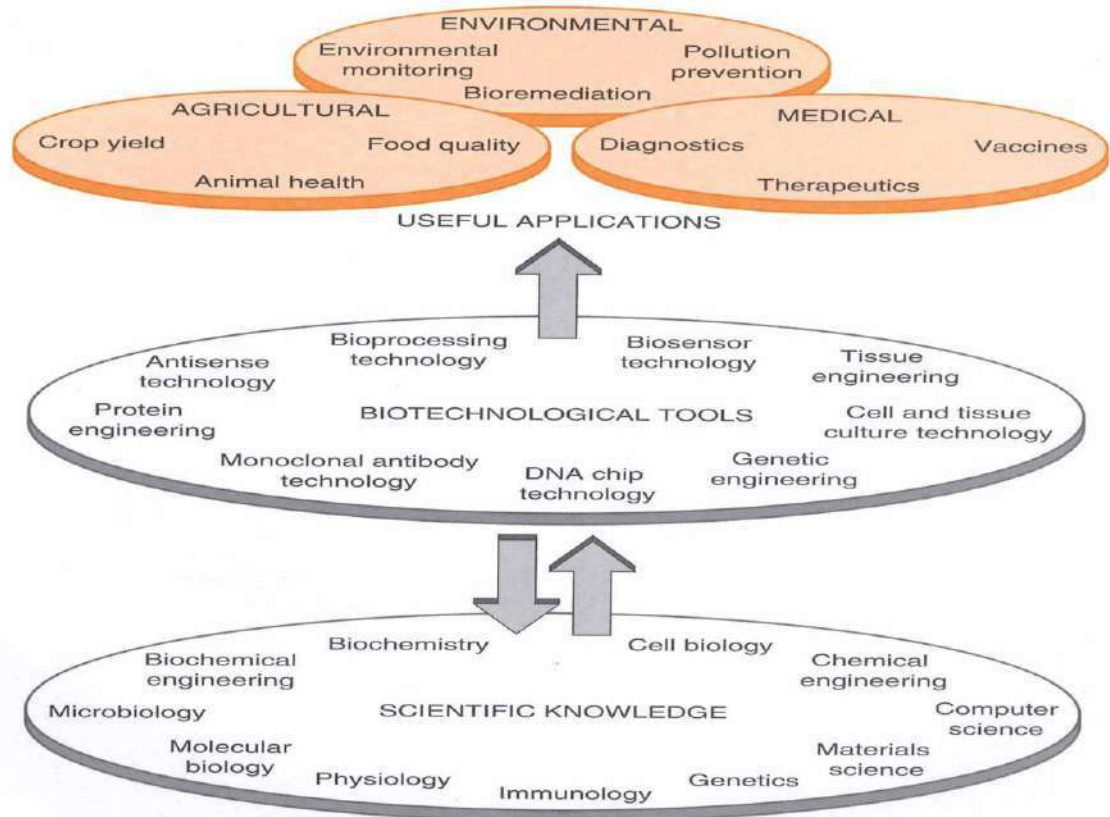 ENVIRONMENTAL
Environmental
monitoring
Pollution
prevention
Bioremediation
AGRICULTURAL
Crop yield
Food quality
Animal health
MEDICAL
Diagnostics
Vaccines
Therapeutics
USEFUL APPLICATIONS
Bioprocessing
technology
Biosensor
technology
Antisense
technology
Tissue
engineering
Protein
engineering
BIOTECHNOLOGICAL TOOLS
Cell and tissue
culture technology
Monoclonal antibody
technology
DNA chip
technology
Genetic
engineering
Biochemistry
Cell biology
Biochemical
engineering
Chemical
engineering
Microbiology
SCIENTIFIC KNOWLEDGE
Computer
science
Molecular
biology
Physiology
Immunology
Genetics
Materials
science